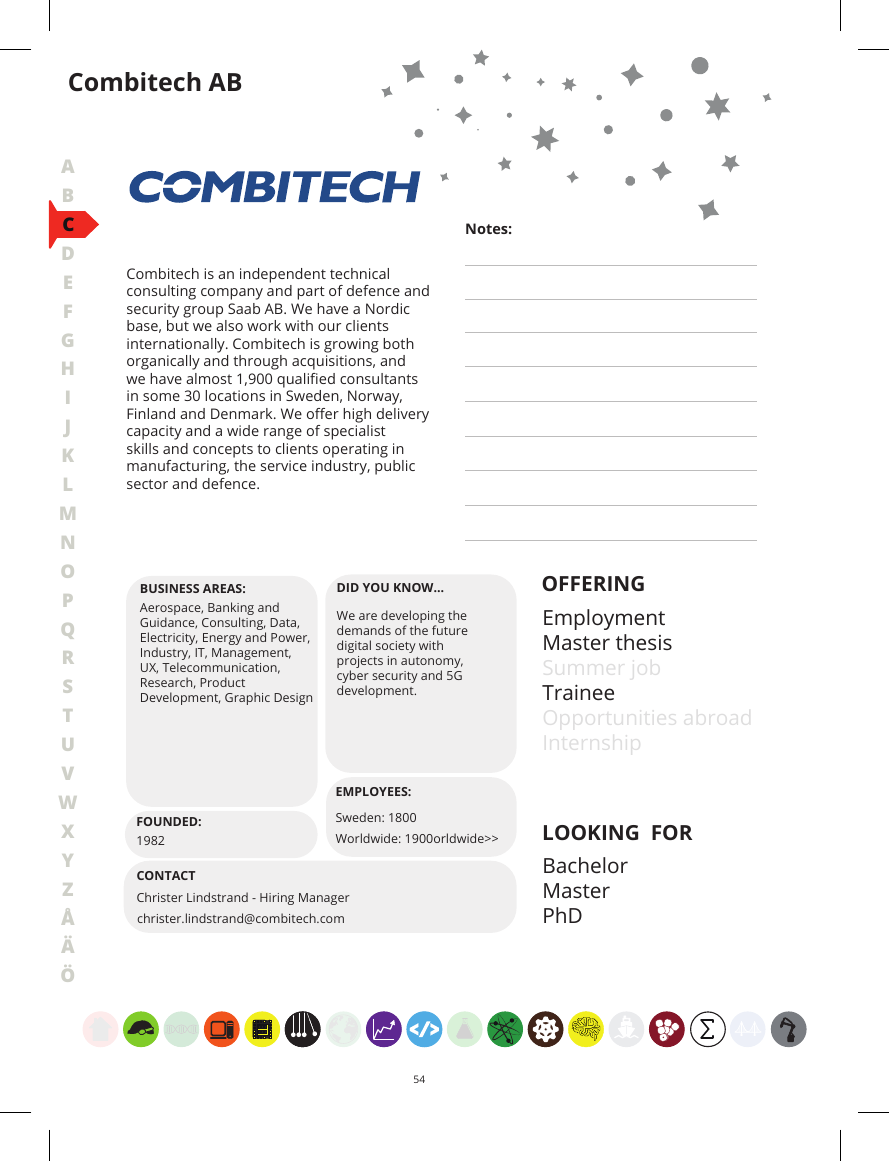 Combitech AB
A
B
C
D
E
F
G
H
I
J
K
L
M
N
O
P
Q
R
S
T
U
V
W
X
Y
Z
Å
Ä
Ö
COMBITECH
Combitech is an independent technical
consulting company and part of defence and
security group Saab AB. We have a Nordic
base, but we also work with our clients
internationally. Combitech is growing both
organically and through acquisitions, and
we have almost 1,900 qualified consultants
in some 30 locations in Sweden, Norway,
Finland and Denmark. We offer high delivery
capacity and a wide range of specialist
skills and concepts to clients operating in
manufacturing, the service industry, public
sector and defence.
Notes:
BUSINESS AREAS:
Aerospace, Banking and
Guidance, Consulting, Data,
Electricity, Energy and Power,
Industry, IT, Management,
UX, Telecommunication,
Research, Product
Development, Graphic Design
DID YOU KNOW...
We are developing the
demands of the future
digital society with
projects in autonomy,
cyber security and 5G
development.
EMPLOYEES:
Sweden: 1800
Worldwide: 1900orldwide>>
FOUNDED:
1982
CONTACT
Christer Lindstrand - Hiring Manager
christer.lindstrand@combitech.com
OFFERING
Employment
Master thesis
Summer job
Trainee
Opportunities abroad
Internship
LOOKING FOR
Bachelor
Master
PhD
</>
Σ
54